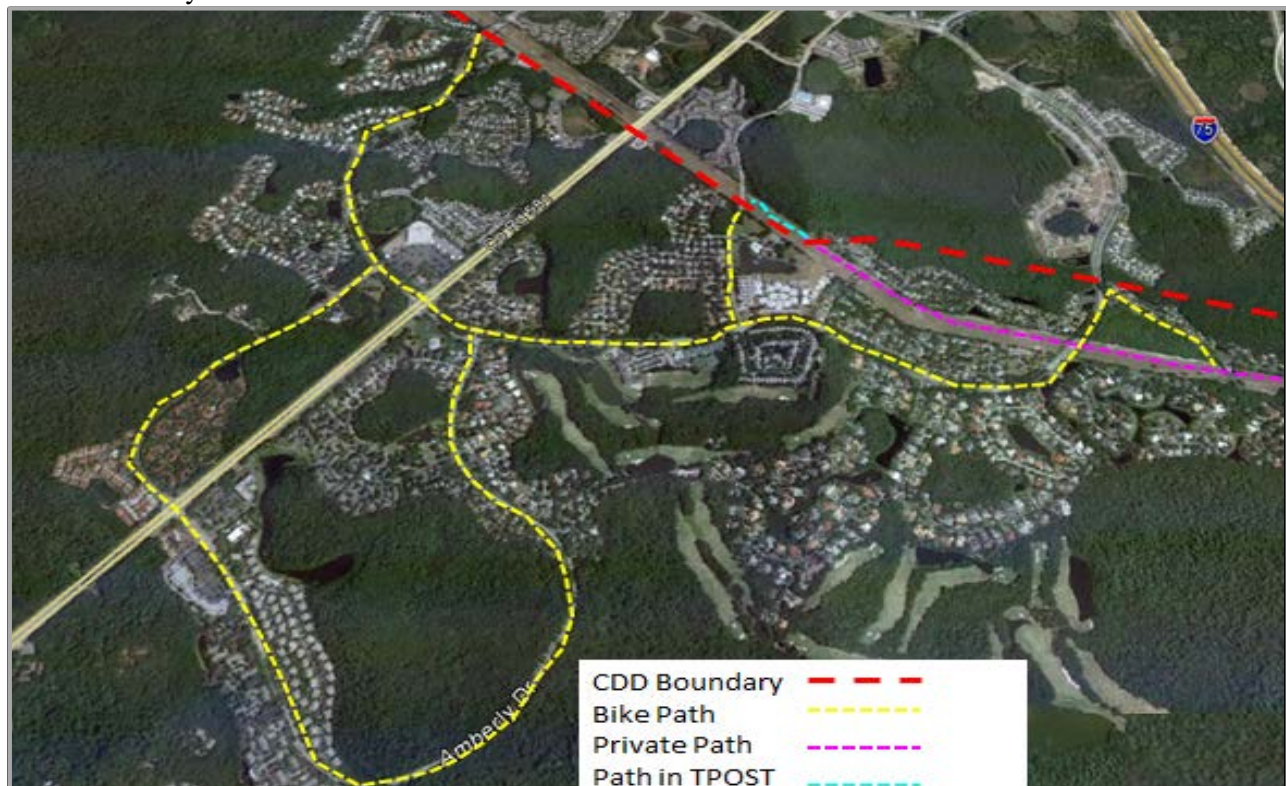 75
Amberly Dr
CDD Boundary
Bike Path
Private Path
Path in TPOST